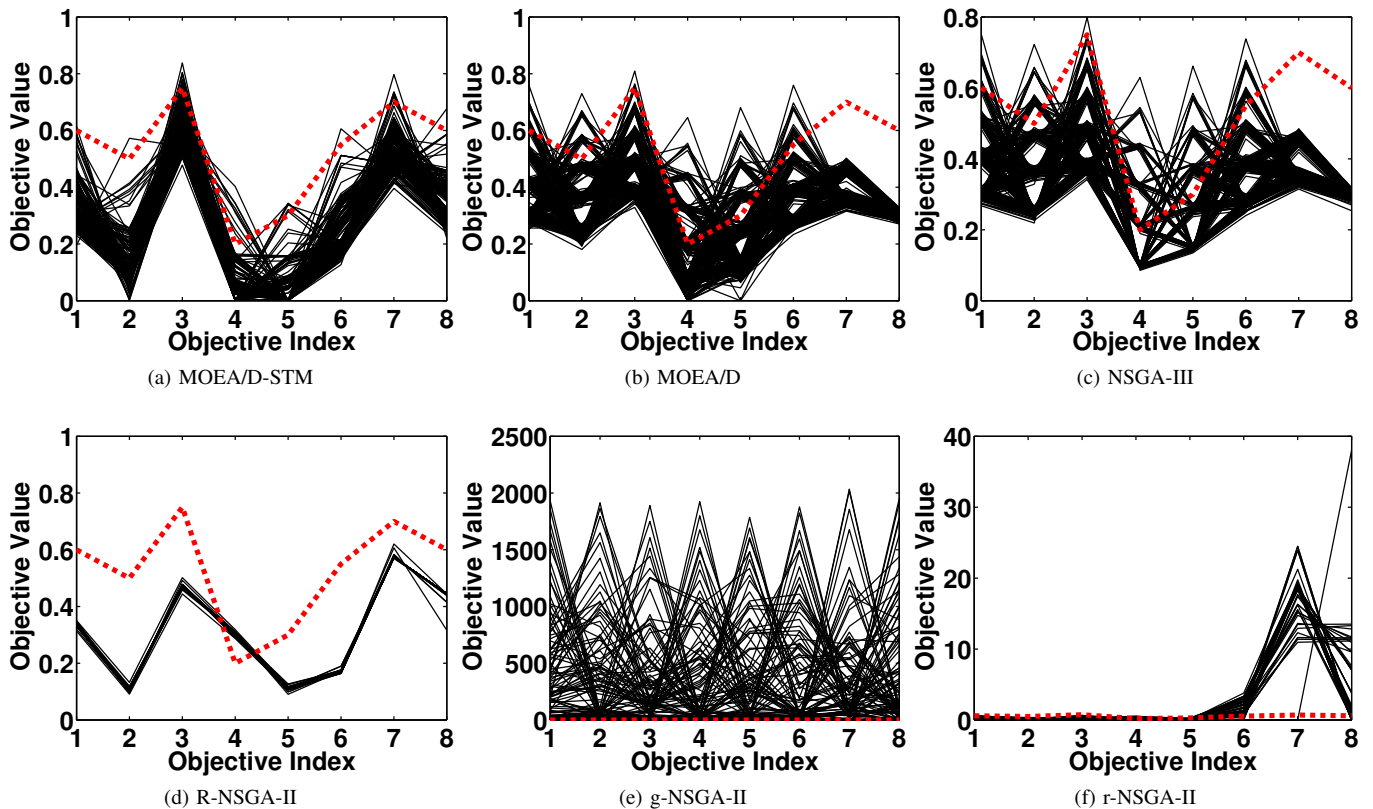 1
0.8
0.6
0.4
0.2
0
Objective Value
1 2 3 4 5 6 7 8
Objective Index
(a) MOEA/D-STM
1
0.8
0.6
0.4
0.2
0
Objective Value
1 2 3 4 5 6 7 8
Objective Index
(b) MOEA/D
0.8
0.6
0.4
0.2
0
Objective Value
1 2 3 4 5 6 7 8
Objective Index
(c) NSGA-III
1
0.8
0.6
0.4
0.2
0
Objective Value
1 2 3 4 5 6 7 8
Objective Index
(d) R-NSGA-II
2500
2000
1500
1000
500
0
Objective Value
1 2 3 4 5 6 7 8
Objective Index
(e) g-NSGA-II
40
30
20
10
0
Objective Value
1 2 3 4 5 6 7 8
Objective Index
(f) r-NSGA-II